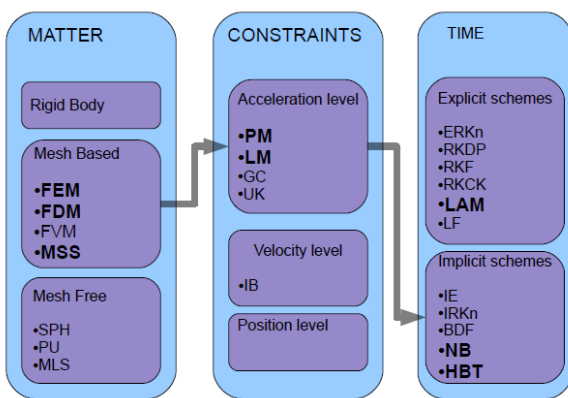 MATTER
Rigid Body
Mesh Based
•FEM
•FDM
•FVM
•MSS
Mesh Free
•SPH
•PU
•MLS
CONSTRAINTS
Acceleration level
•PM
•LM
•GC
•UK
Velocity level
•IB
Position level
TIME
Explicit schemes
•ERKn
•RKDP
•RKF
•RKCK
•LAM
•LF
Implicit schemes
•IE
•IRKn
•BDF
•NB
•HBT